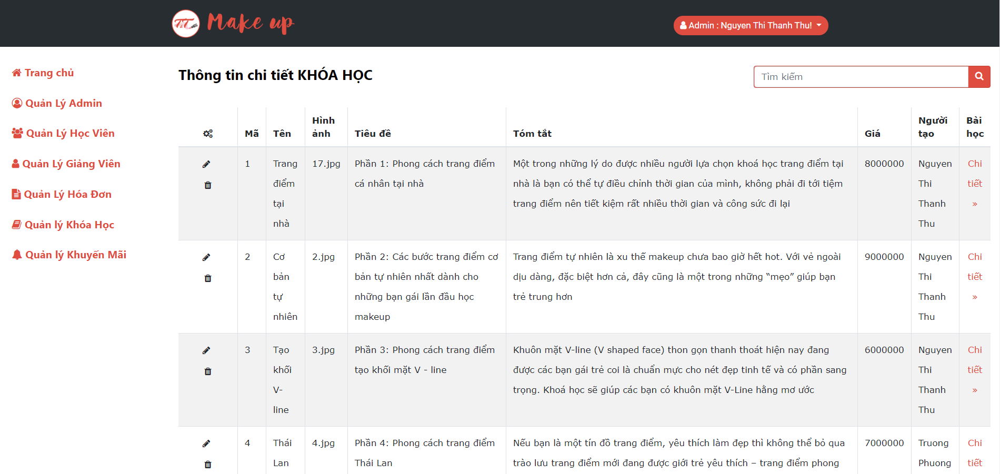 TT Make up
Admin : Nguyen Thi Thanh Thu!
Trang chủ
Quản Lý Admin
Quản Lý Học Viên
Quản Lý Giảng Viên
Quản Lý Hóa Đơn
Quản lý Khóa Học
Quản lý Khuyến Mãi
Thông tin chi tiết KHÓA HỌC
Tìm kiếm
Mã
Tên
Hình
ảnh
Tiêu đề
Tóm tắt
Giá
Người
tạo
Bài
học
1
Trang
điểm
tại
nhà
17.jpg
Phần 1: Phong cách trang điểm
cá nhân tại nhà
Một trong những lý do được nhiều người lựa chọn khoá học trang điểm tại
nhà là bạn có thể tự điều chỉnh thời gian của mình, không phải đi tới tiệm
trang điểm nên tiết kiệm rất nhiều thời gian và công sức đi lại
8000000
Nguyen
Thi
Thanh
Thu
Chi
tiết
»
2
Cơ
bản
tự
nhiên
2.jpg
Phần 2: Các bước trang điểm cơ
bản tự nhiên nhất dành cho
những bạn gái lần đầu học
makeup
Trang điểm tự nhiên là xu thế makeup chưa bao giờ hết hot. Với vẻ ngoài
dịu dàng, đặc biệt hơn cả, đây cũng là một trong những “mẹo” giúp bạn
trẻ trung hơn
9000000
Nguyen
Thi
Thanh
Thu
Chi
tiết
»
3
Tạo
khối
V-
line
3.jpg
Phần 3: Phong cách trang điểm
tạo khối mặt V - line
Khuôn mặt V-line (V shaped face) thon gọn thanh thoát hiện nay đang
được các bạn gái trẻ coi là chuẩn mực cho nét đẹp tinh tế và có phần sang
trọng. Khoá học sẽ giúp các bạn có khuôn mặt V-Line hằng mơ ước
6000000
Nguyen
Thi
Thanh
Thu
Chi
tiết
»
4
Thái
Lan
4.jpg
Phần 4: Phong cách trang điểm
Thái Lan
Nếu bạn là một tín đồ trang điểm, yêu thích làm đẹp thì không thể bỏ qua
trào lưu trang điểm mới đang được giới trẻ yêu thích – trang điểm phong
7000000
Truong
Phuong
Chi
tiết